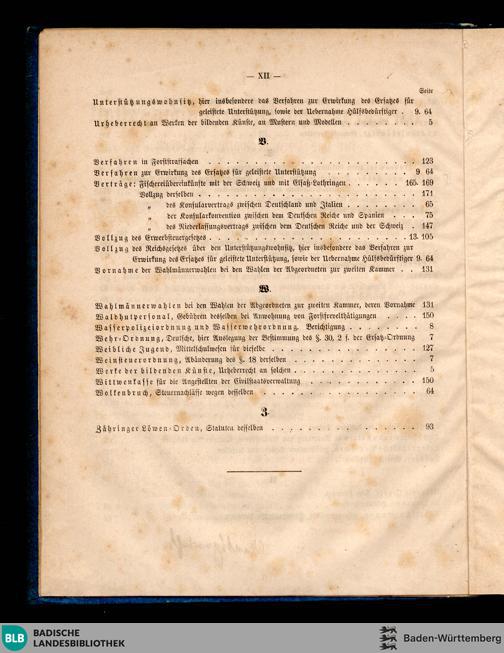 — XII —
Seite
Unterstützungswohnsitz, hier insbesondere das Verfahren zur Erwirkung des Ersatzes für
geleistete Unterstützung, sowie der Uebernahme Hülfsbedürftiger . 9. 64
Urheberrecht an Werken der bildenden Künste, an Mustern und Modellen . . . . . . . 5
V.
Verfahren in Forststrafsachen . . . . . . . . . . . . . . . . . . 123
Verfahren zur Erwirkung des Ersatzes für geleistete Unterstützung . . . . . . . . . 9. 64
Verträge: Fischereiübereinkünfte mit der Schweiz und mit Elsaß-Lothringen . . . . . . 165. 169
Vollzug derselben . . . . . . . . . . . . . . . . . . 171
„ des Konsularvertrags zwischen Deutschland und Italien . . . . . . . 65
„ der Konsularkonvention zwischen dem Deutschen Reiche und Spanien . . . 75
„ des Niederlassungsvertrags zwischen dem Deutschen Reiche und der Schweiz . 147
Vollzug des Erwerbsteuergesetzes . . . . . . . . . . . . . . . . . 13. 105
Vollzug des Reichsgesetzes über den Unterstützungswohnsitz, hier insbesondere das Verfahren zur
Erwirkung des Ersatzes für geleistete Unterstützung, sowie der Uebernahme Hülfsbedürftiger 9. 64
Vornahme der Wahlmännerwahlen bei den Wahlen der Abgeordneten zur zweiten Kammer . . 131
W.
Wahlmännerwahlen bei den Wahlen der Abgeordneten zur zweiten Kammer, deren Vornahme 131
Waldhutpersonal, Gebühren desselben bei Anwohnung von Forstfrevelthätigungen . . . . 150
Wasserpolizeiordnung und Wasserwehrordnung. Berichtigung . . . . . . . . . 8
Wehr-Ordnung, Deutsche, hier Auslegung der Bestimmung des §. 30, 2 f. der Ersatz-Ordnung 7
Weibliche Jugend, Mittelschulwesen für dieselbe . . . . . . . . . . . . . 127
Weinsteuerordnung, Abänderung des §. 18 derselben . . . . . . . . . . . . 7
Werke der bildenden Künste, Urheberrecht an solchen . . . . . . . . . . . . 5
Wittwenkasse für die Angestellten der Civilstaatsverwaltung . . . . . . . . . . 150
Wolkenbruch, Steuernachlässe wegen desselben . . . . . . . . . . . . . . 64
Z.
Zähringer Löwen-Orden, Statuten desselben . . . . . . . . . . . . . 93
BLB BADISCHE
LANDESBIBLIOTHEK
Baden-Württemberg